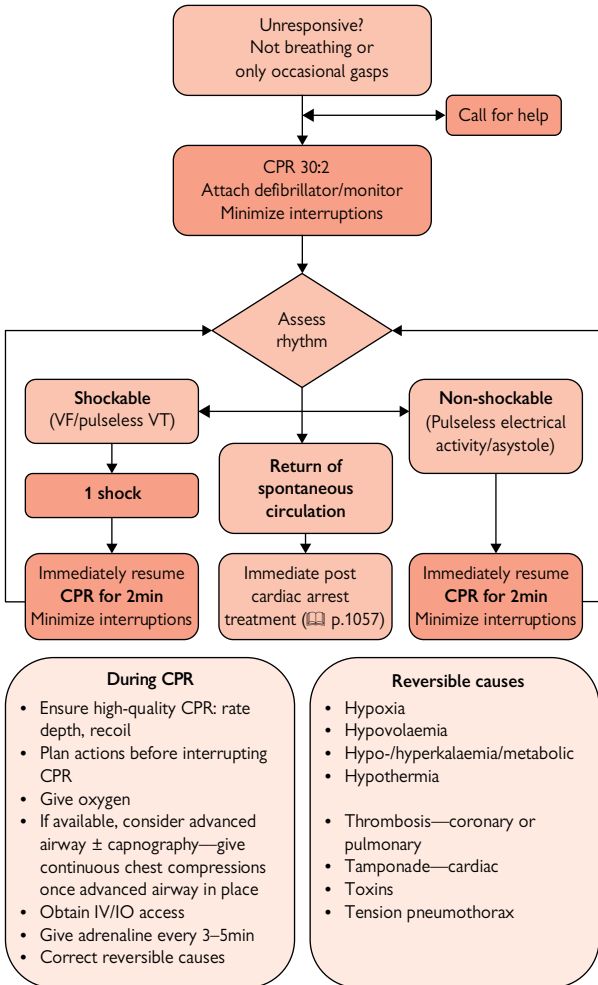 Unresponsive?
Not breathing or
only occasional gasps
Call for help
CPR 30:2
Attach defibrillator/monitor
Minimize interruptions
Assess
rhythm
Shockable
(VF/pulseless VT)
1 shock
Immediately resume
CPR for 2min
Minimize interruptions
Return of
spontaneous
circulation
Immediate post
cardiac arrest
treatment (📖 p.1057)
Non-shockable
(Pulseless electrical
activity/asystole)
Immediately resume
CPR for 2min
Minimize interruptions
During CPR
• Ensure high-quality CPR: rate
depth, recoil
• Plan actions before interrupting
CPR
• Give oxygen
• If available, consider advanced
airway ± capnography—give
continuous chest compressions
once advanced airway in place
• Obtain IV/IO access
• Give adrenaline every 3–5min
• Correct reversible causes
Reversible causes
• Hypoxia
• Hypovolaemia
• Hypo-/hyperkalaemia/metabolic
• Hypothermia
• Thrombosis—coronary or
pulmonary
• Tamponade—cardiac
• Toxins
• Tension pneumothorax